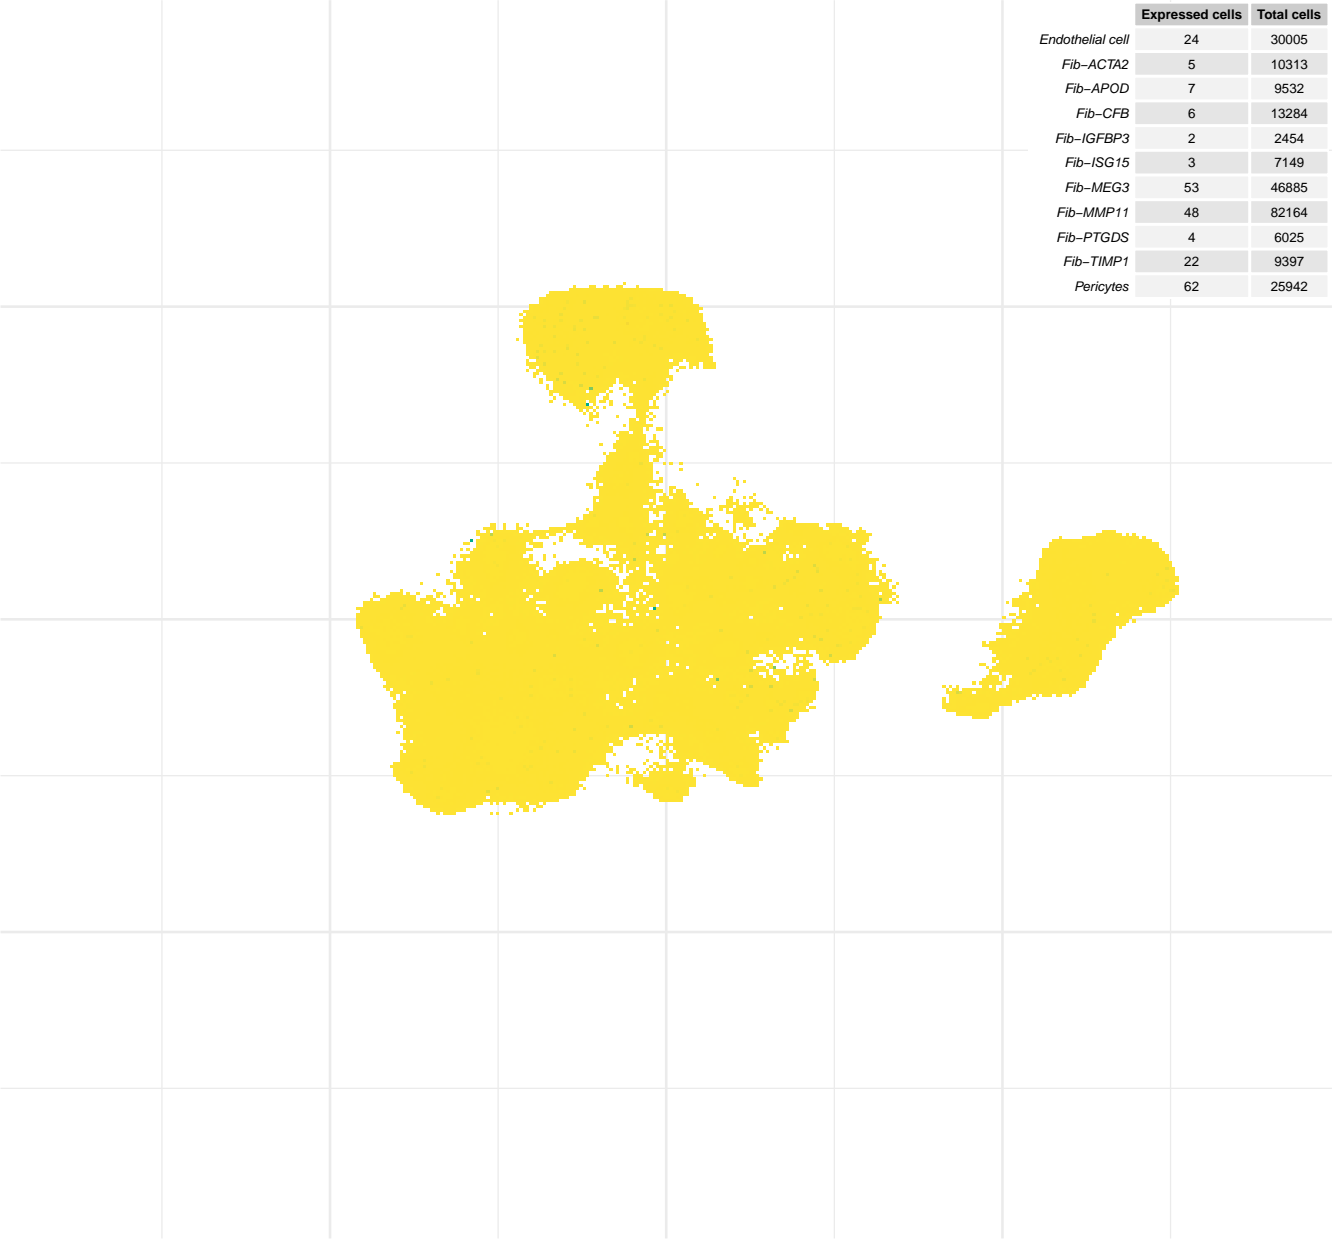 Expressed cells Total cells
Endothelial cell 24 30005
Fib−ACTA2 5 10313
Fib−APOD 7 9532
Fib−CFB 6 13284
Fib−IGFBP3 2 2454
Fib−ISG15 3 7149
Fib−MEG3 53 46885
Fib−MMP11 48 82164
Fib−PTGDS 4 6025
Fib−TIMP1 22 9397
Pericytes 62 25942